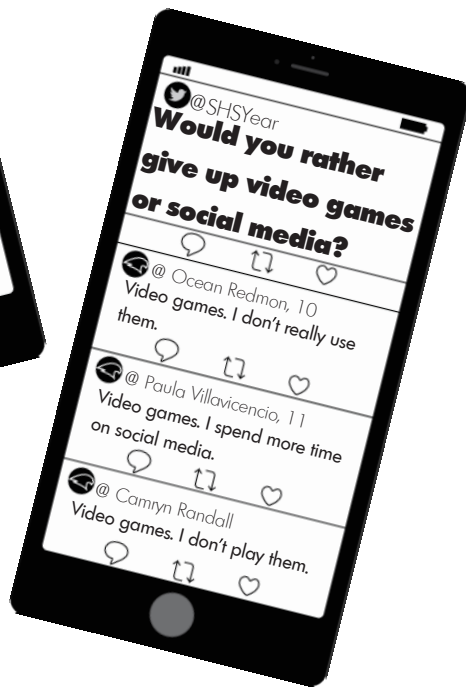 @SHSYear
Would you rather
give up video games
or social media?
@ Ocean Redmon, 10
Video games. I don't really use
them.
@ Paula Villavicencio, 11
Video games. I spend more time
on social media.
@ Camryn Randall
Video games. I don't play them.